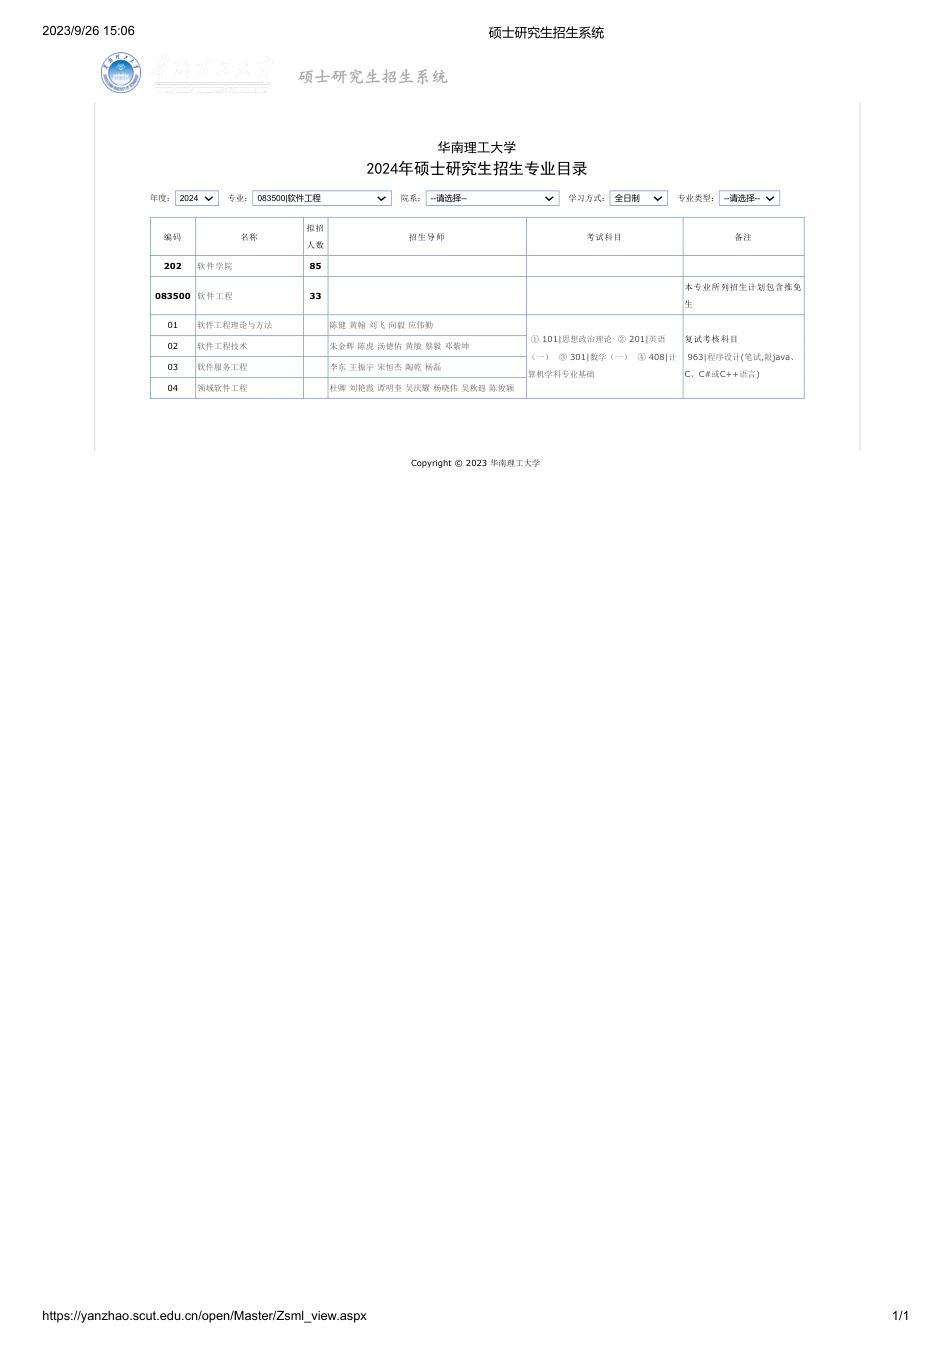 2023/9/26 15:06 硕士研究生招生系统
硕士研究生招生系统
华南理工大学
2024年硕士研究生招生专业目录
年度： 2024 专业： 083500|软件工程 院系： --请选择-- 学习方式： 全日制 专业类型： --请选择--
编码 名称 拟招人数 招生导师 考试科目 备注
202 软件学院 85
083500 软件工程 33 本专业所列招生计划包含推免生
01 软件工程理论与方法 陈健 黄翰 刘飞 向毅 应伟勤
02 软件工程技术 朱金辉 陈虎 汤德佑 黄敏 蔡毅 邓紫坤
03 软件服务工程 李东 王振宇 宋恒杰 陶乾 杨磊
04 领域软件工程 杜卿 刘艳霞 谭明奎 吴庆耀 杨晓伟 吴秋霞 陈俊颖
① 101|思想政治理论 ② 201|英语
（一） ③ 301|数学（一） ④ 408|计
算机学科专业基础
复试考核科目
963|程序设计(笔试,限java、
C、C#或C++语言)
Copyright © 2023 华南理工大学
https://yanzhao.scut.edu.cn/open/Master/Zsml_view.aspx 1/1